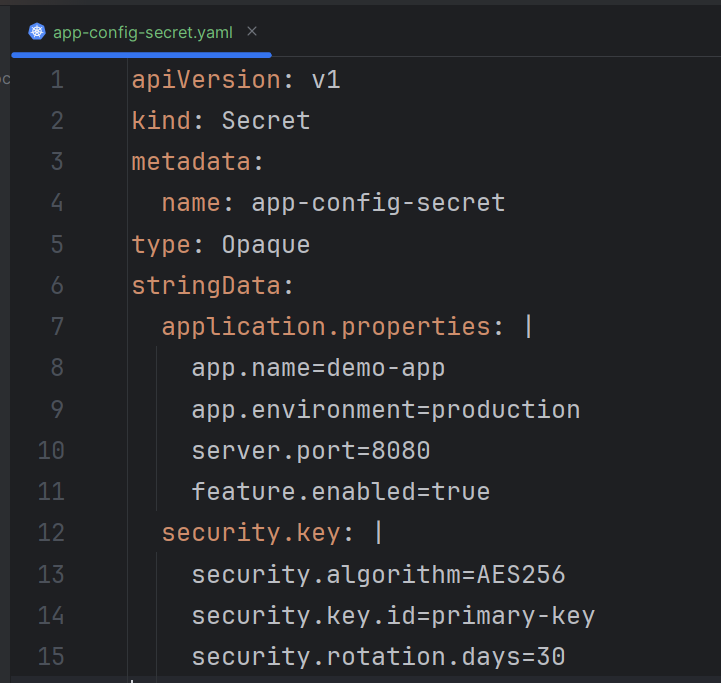 app-config-secret.yaml
1 apiVersion: v1
2 kind: Secret
3 metadata:
4   name: app-config-secret
5 type: Opaque
6 stringData:
7   application.properties: |
8     app.name=demo-app
9     app.environment=production
10     server.port=8080
11     feature.enabled=true
12   security.key: |
13     security.algorithm=AES256
14     security.key.id=primary-key
15     security.rotation.days=30